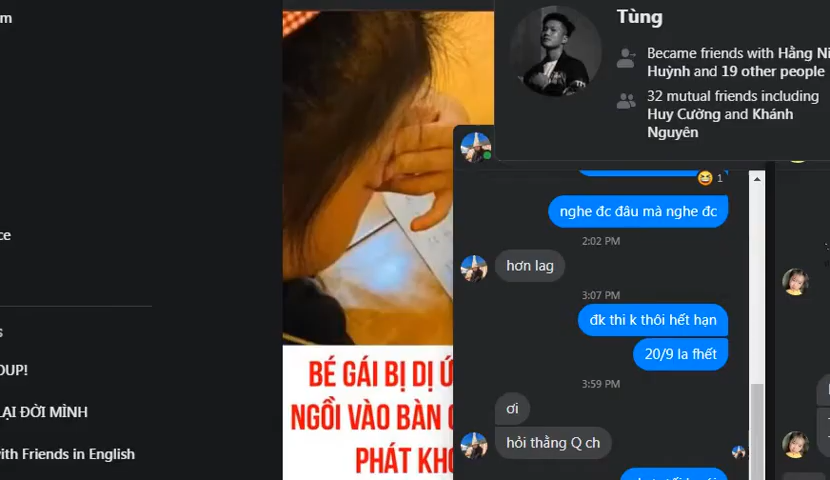 m
ce
s
OUP!
LẠI ĐỜI MÌNH
ith Friends in English
BÉ GÁI BỊ DỊ Ứ
NGỒI VÀO BÀN
PHÁT KHÓ
Tùng
Became friends with Hằng Ni
Huỳnh and 19 other people
32 mutual friends including
Huy Cường and Khánh
Nguyên
1
nghe đc đâu mà nghe đc
2:02 PM
hơn lag
3:07 PM
đk thi k thôi hết hạn
20/9 la fhết
3:59 PM
ơi
hỏi thằng Q ch